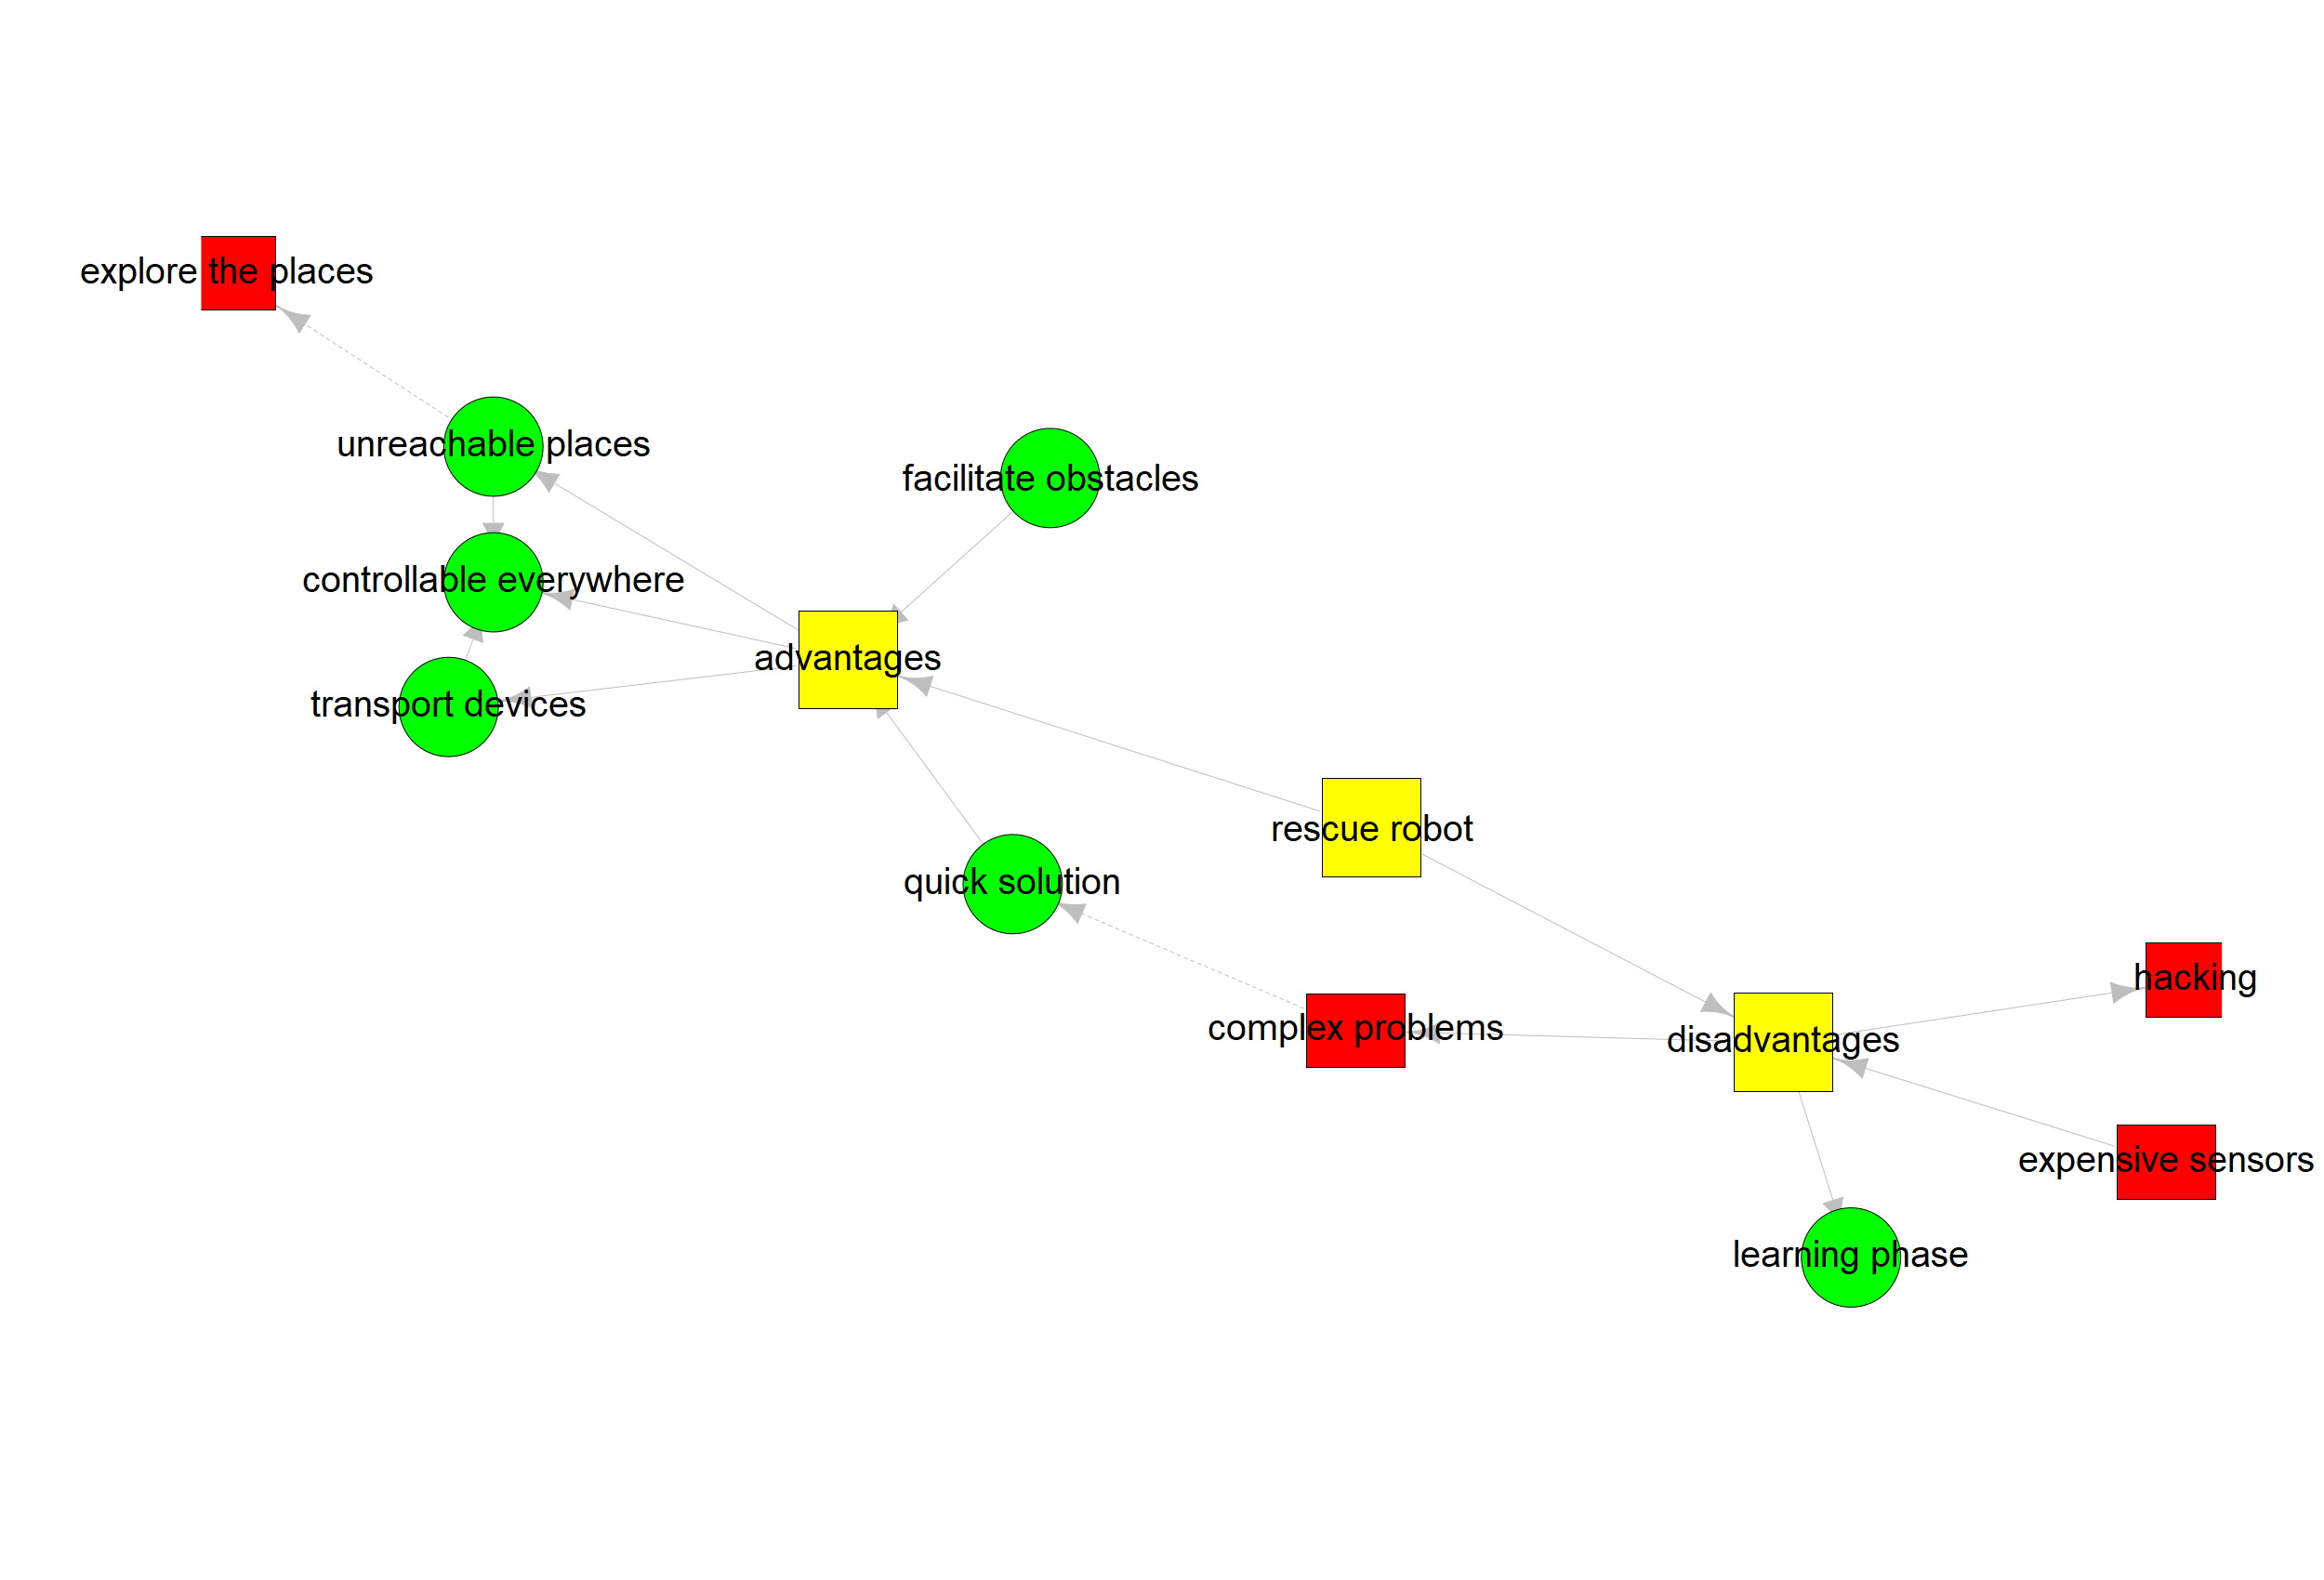 explore the places
unreachable places
facilitate obstacles
controllable everywhere
advantages
transport devices
rescue robot
quick solution
hacking
complex problems
disadvantages
expensive sensors
learning phase